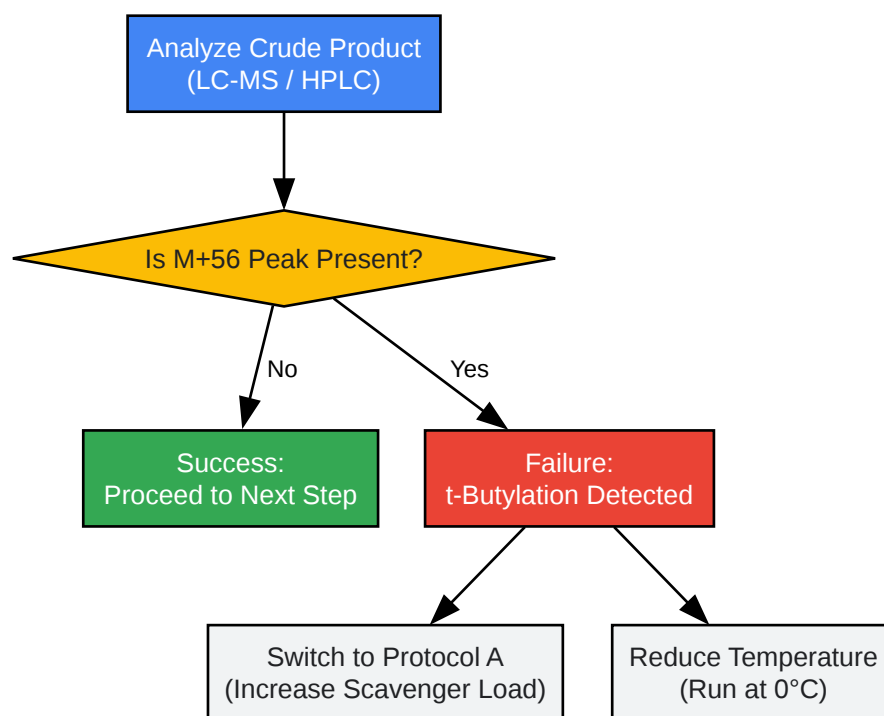 Analyze Crude Product
(LC-MS / HPLC)
Is M+56 Peak Present?
No
Yes
Success:
Proceed to Next Step
Failure:
t-Butylation Detected
Switch to Protocol A
(Increase Scavenger Load)
Reduce Temperature
(Run at 0°C)